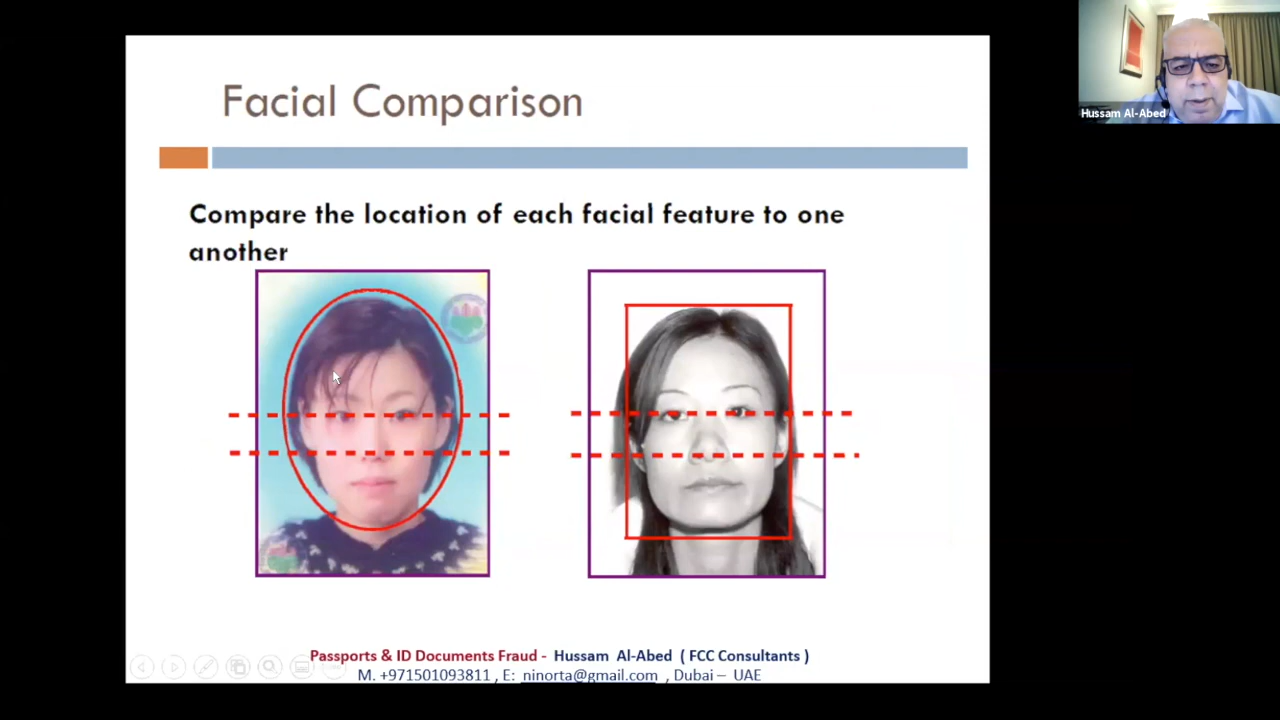 Facial Comparison
Hussam Al-Abed
Compare the location of each facial feature to one
another
Passports & ID Documents Fraud - Hussam Al-Abed ( FCC Consultants )
M. +971501093811 , E: ninorta@gmail.com , Dubai – UAE